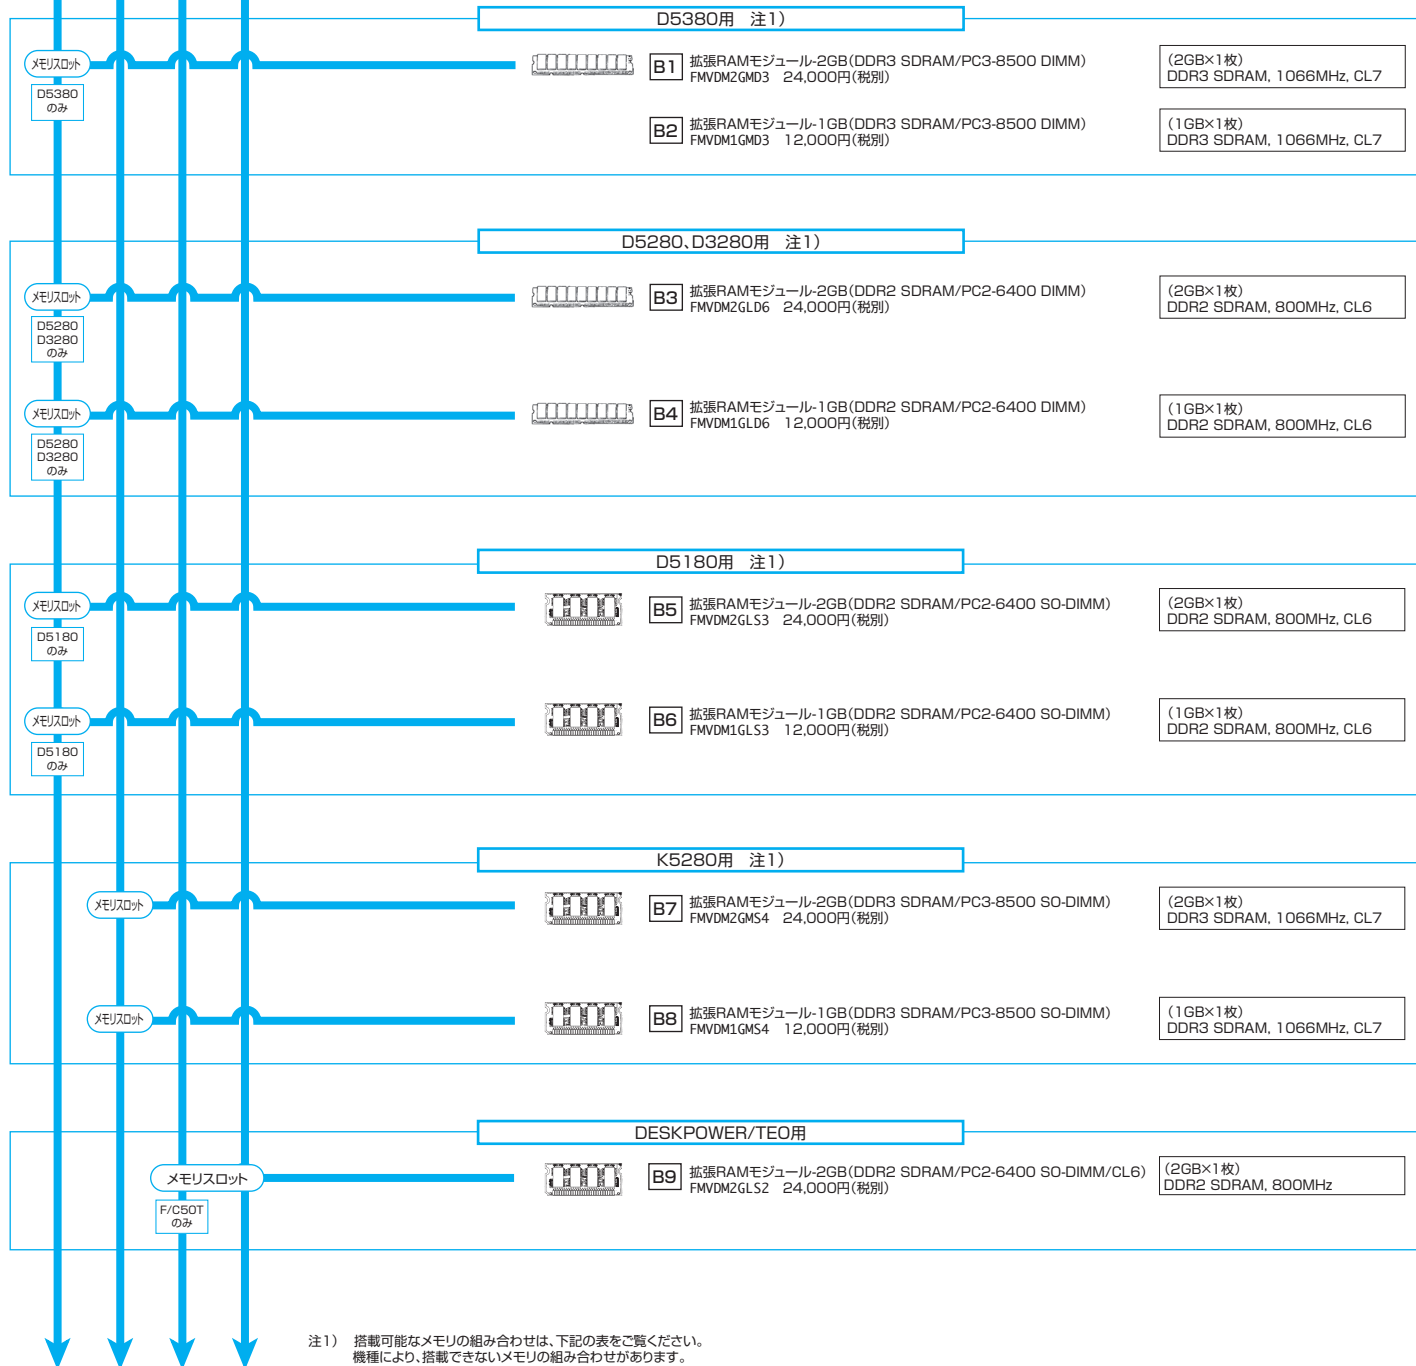 D5380用　注1）
メモリスロット
D5380
のみ
B1
拡張RAMモジュール-2GB（DDR3 SDRAM/PC3-8500 DIMM）
FMVDM2GMD3　24,000円（税別）
（2GB×1枚）
DDR3 SDRAM, 1066MHz, CL7
B2
拡張RAMモジュール-1GB（DDR3 SDRAM/PC3-8500 DIMM）
FMVDM1GMD3　12,000円（税別）
（1GB×1枚）
DDR3 SDRAM, 1066MHz, CL7
D5280、D3280用　注1）
メモリスロット
D5280
D3280
のみ
B3
拡張RAMモジュール-2GB（DDR2 SDRAM/PC2-6400 DIMM）
FMVDM2GLD6　24,000円（税別）
（2GB×1枚）
DDR2 SDRAM, 800MHz, CL6
メモリスロット
D5280
D3280
のみ
B4
拡張RAMモジュール-1GB（DDR2 SDRAM/PC2-6400 DIMM）
FMVDM1GLD6　12,000円（税別）
（1GB×1枚）
DDR2 SDRAM, 800MHz, CL6
D5180用　注1）
メモリスロット
D5180
のみ
B5
拡張RAMモジュール-2GB（DDR2 SDRAM/PC2-6400 SO-DIMM）
FMVDM2GLS3　24,000円（税別）
（2GB×1枚）
DDR2 SDRAM, 800MHz, CL6
メモリスロット
D5180
のみ
B6
拡張RAMモジュール-1GB（DDR2 SDRAM/PC2-6400 SO-DIMM）
FMVDM1GLS3　12,000円（税別）
（1GB×1枚）
DDR2 SDRAM, 800MHz, CL6
K5280用　注1）
メモリスロット
B7
拡張RAMモジュール-2GB（DDR3 SDRAM/PC3-8500 SO-DIMM）
FMVDM2GMS4　24,000円（税別）
（2GB×1枚）
DDR3 SDRAM, 1066MHz, CL7
メモリスロット
B8
拡張RAMモジュール-1GB（DDR3 SDRAM/PC3-8500 SO-DIMM）
FMVDM1GMS4　12,000円（税別）
（1GB×1枚）
DDR3 SDRAM, 1066MHz, CL7
DESKPOWER/TEO用
メモリスロット
F/C50T
のみ
B9
拡張RAMモジュール-2GB（DDR2 SDRAM/PC2-6400 SO-DIMM/CL6）
FMVDM2GLS2　24,000円（税別）
（2GB×1枚）
DDR2 SDRAM, 800MHz
注1）　搭載可能なメモリの組み合わせは、下記の表をご覧ください。
機種により、搭載できないメモリの組み合わせがあります。